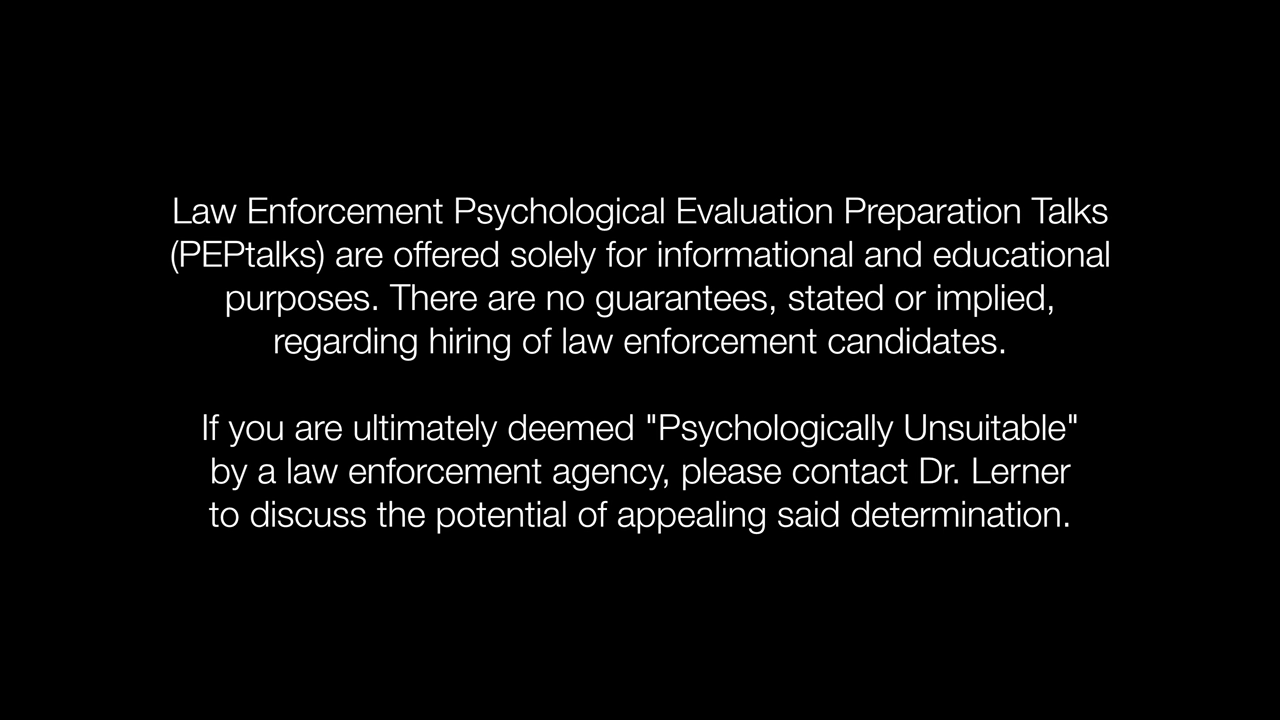 Law Enforcement Psychological Evaluation Preparation Talks
(PEPtalks) are offered solely for informational and educational
purposes. There are no guarantees, stated or implied,
regarding hiring of law enforcement candidates.
If you are ultimately deemed "Psychologically Unsuitable"
by a law enforcement agency, please contact Dr. Lerner
to discuss the potential of appealing said determination.